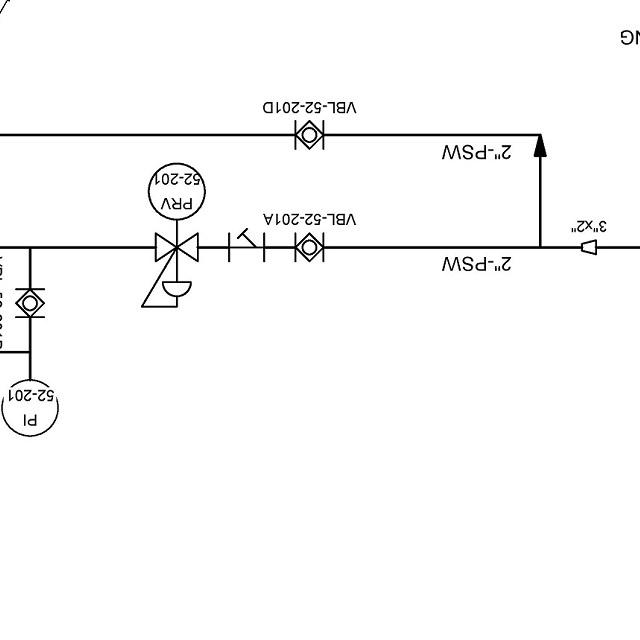 PI
52-201
2"-PSW
3"x2"
VBL-52-201A
PRV
52-201
2"-PSW
VBL-52-201D
NG